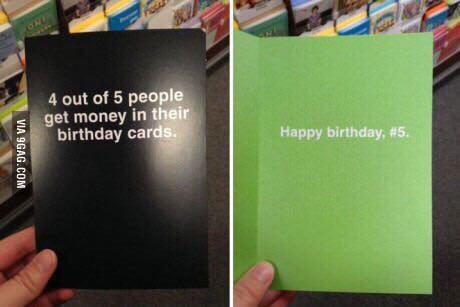 4 out of 5 people
get money in their
birthday cards.
Happy birthday, #5.
VIA 9GAG.COM